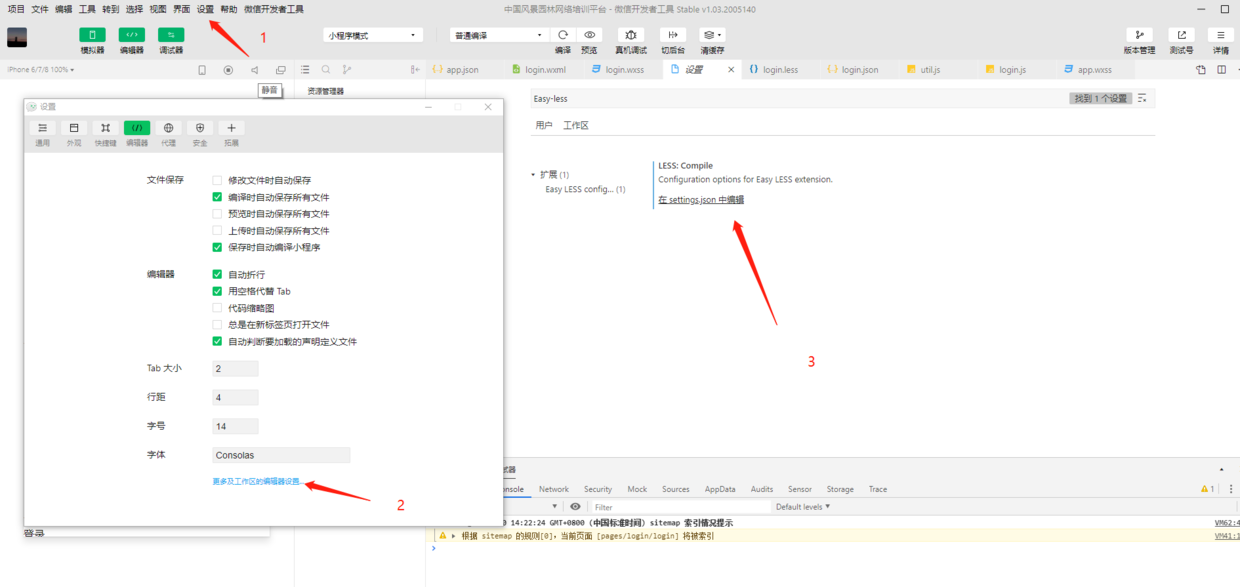 项目 文件 编辑 工具 转到 选择 视图 界面 设置 帮助 微信开发者工具
中国风景园林网络培训平台 - 微信开发者工具 Stable v1.03.2005140
1
模拟器 编辑器 调试器
小程序模式
普通编译
编译 预览 真机调试 切后台 清缓存
版本管理 测试号 详情
iPhone 6/7/8 100%
app.json login.wxml login.wxss 设置 login.less login.json util.js login.js app.wxss
静音
资源管理器
Easy-less
找到 1 个设置
用户 工作区
扩展 (1)
Easy LESS config... (1)
LESS: Compile
Configuration options for Easy LESS extension.
在 settings.json 中编辑
3
设置
通用 外观 快捷键 编辑器 代理 安全 拓展
文件保存
修改文件时自动保存
编译时自动保存所有文件
预览时自动保存所有文件
上传时自动保存所有文件
保存时自动编译小程序
编辑器
自动折行
用空格代替 Tab
代码缩略图
总是在新标签页打开文件
自动判断要加载的声明定义文件
Tab 大小
2
行距
4
字号
14
字体
Consolas
更多及工作区的编辑器设置...
2
登录
试器
onsole Network Security Mock Sources AppData Audits Sensor Storage Trace
1
Filter
Default levels
14:22:24 GMT+0800 (中国标准时间) sitemap 索引情况提示
VM62:4
根据 sitemap 的规则[0]，当前页面 [pages/login/login] 将被索引
VM41:1